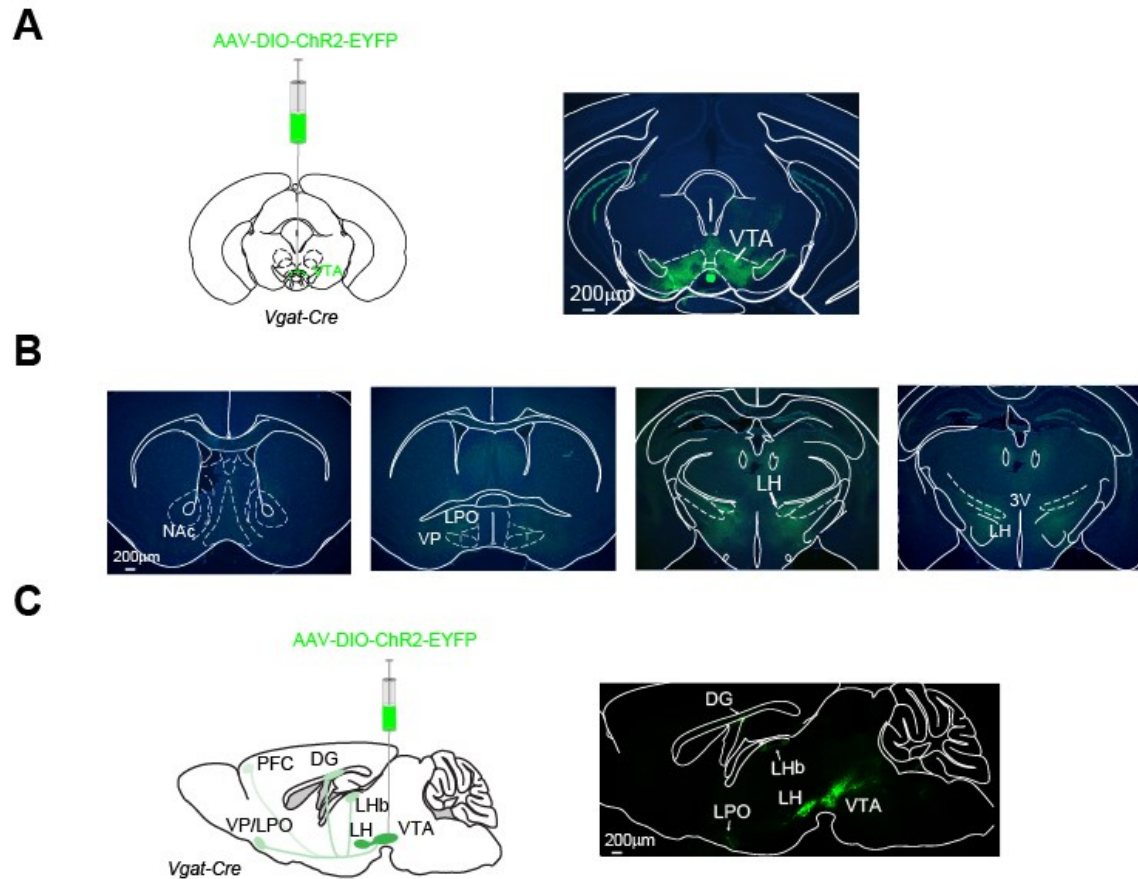 A
AAV-DIO-ChR2-EYFP
VTA
Vgat-Cre
VTA
200μm
B
NAc
200μm
LPO
VP
LH
3V
LH
C
AAV-DIO-ChR2-EYFP
PFC
DG
LHb
VP/LPO
LH
VTA
Vgat-Cre
DG
LHb
LH
VTA
LPO
200μm